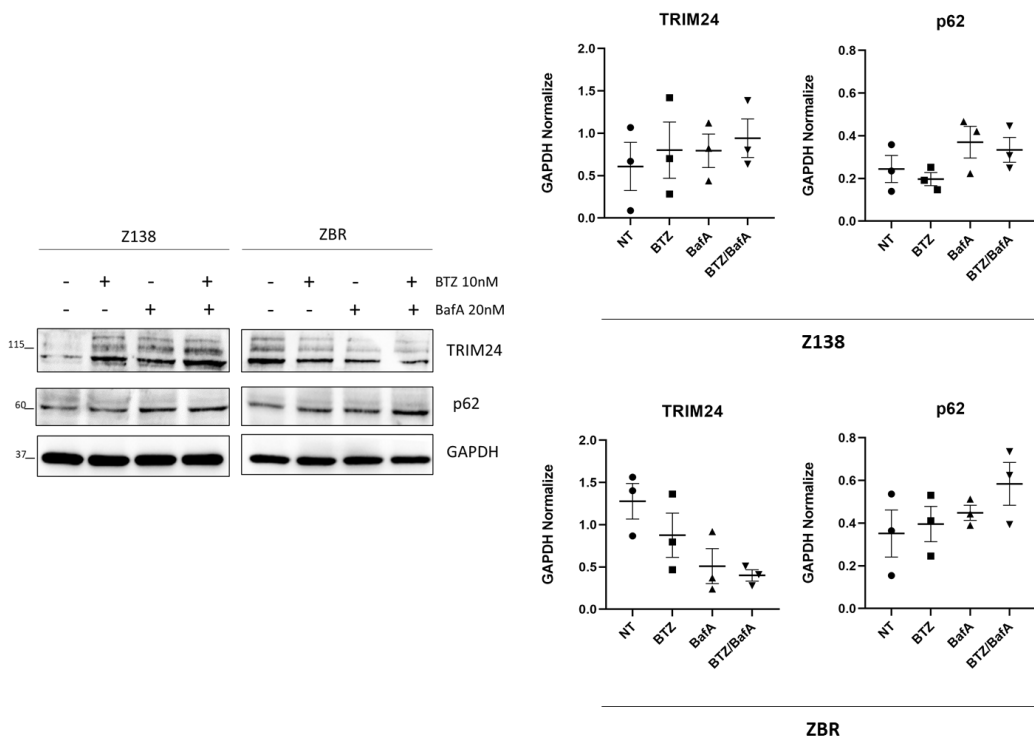 Z138
ZBR
- + - + - + - + BTZ 10nM
- - + + - - + + BafA 20nM
115
TRIM24
60
p62
37
GAPDH
TRIM24
GAPDH Normalize
2.0
1.5
1.0
0.5
0.0
NT
BTZ
BafA
BTZ/BafA
p62
GAPDH Normalize
0.8
0.6
0.4
0.2
0.0
NT
BTZ
BafA
BTZ/BafA
Z138
TRIM24
GAPDH Normalize
2.0
1.5
1.0
0.5
0.0
NT
BTZ
BafA
BTZ/BafA
p62
GAPDH Normalize
0.8
0.6
0.4
0.2
0.0
NT
BTZ
BafA
BTZ/BafA
ZBR